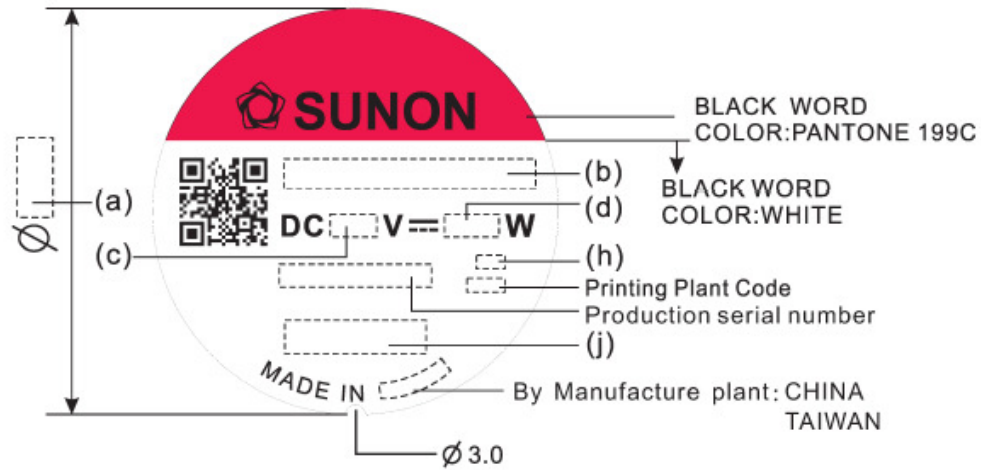 SUNON
BLACK WORD
COLOR:PANTONE 199C
BLACK WORD
COLOR:WHITE
(a)
Ø
(b)
(d)
DC V W
(c)
(h)
Printing Plant Code
Production serial number
(j)
MADE IN
By Manufacture plant: CHINA
TAIWAN
Ø 3.0